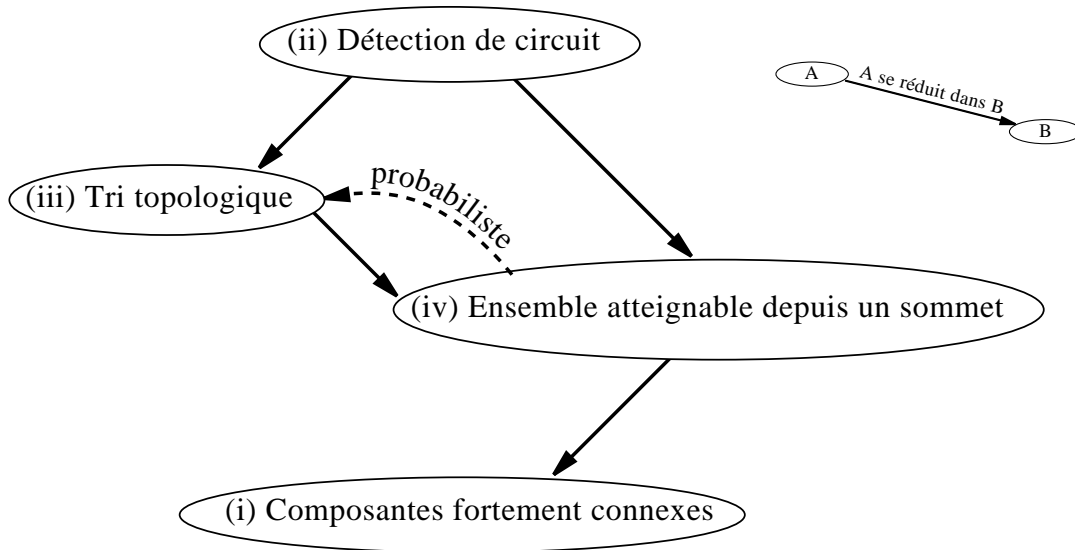 (ii) Détection de circuit
A
A se réduit dans B
B
(iii) Tri topologique
probabiliste
(iv) Ensemble atteignable depuis un sommet
(i) Composantes fortement connexes